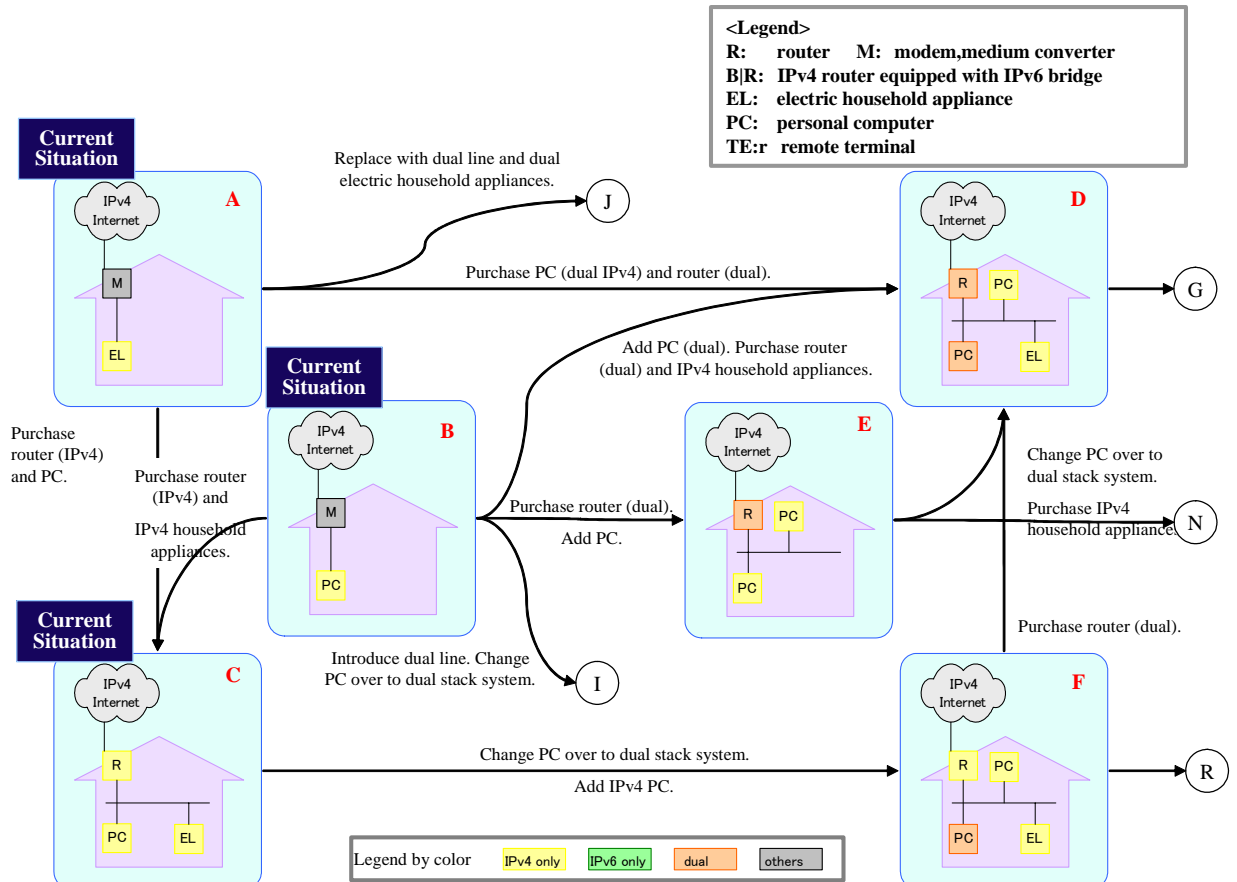 <Legend>
R: router M: modem,medium converter
B|R: IPv4 router equipped with IPv6 bridge
EL: electric household appliance
PC: personal computer
TE:r remote terminal
Current
Situation
IPv4
Internet
A
M
EL
Replace with dual line and dual
electric household appliances.
J
Purchase PC (dual IPv4) and router (dual).
IPv4
Internet
D
R
PC
PC
EL
G
Add PC (dual). Purchase router
(dual) and IPv4 household appliances.
Current
Situation
IPv4
Internet
B
M
PC
Purchase
router (IPv4)
and PC.
Purchase router
(IPv4) and
IPv4 household
appliances.
Purchase router (dual).
Add PC.
IPv4
Internet
E
R
PC
PC
Change PC over to
dual stack system.
Purchase IPv4
household appliances
N
Introduce dual line. Change
PC over to dual stack system.
I
Purchase router (dual).
Current
Situation
IPv4
Internet
C
R
PC
EL
Change PC over to dual stack system.
Add IPv4 PC.
IPv4
Internet
F
R
PC
PC
EL
R
Legend by color
IPv4 only
IPv6 only
dual
others